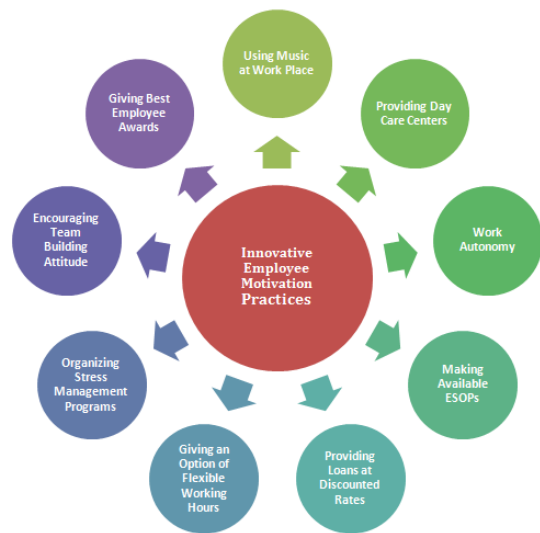 Innovative
Employee
Motivation
Practices
Using Music
at Work Place
Providing Day
Care Centers
Work
Autonomy
Making
Available
ESOPs
Providing
Loans at
Discounted
Rates
Giving an
Option of
Flexible
Working
Hours
Organizing
Stress
Management
Programs
Encouraging
Team
Building
Attitude
Giving Best
Employee
Awards